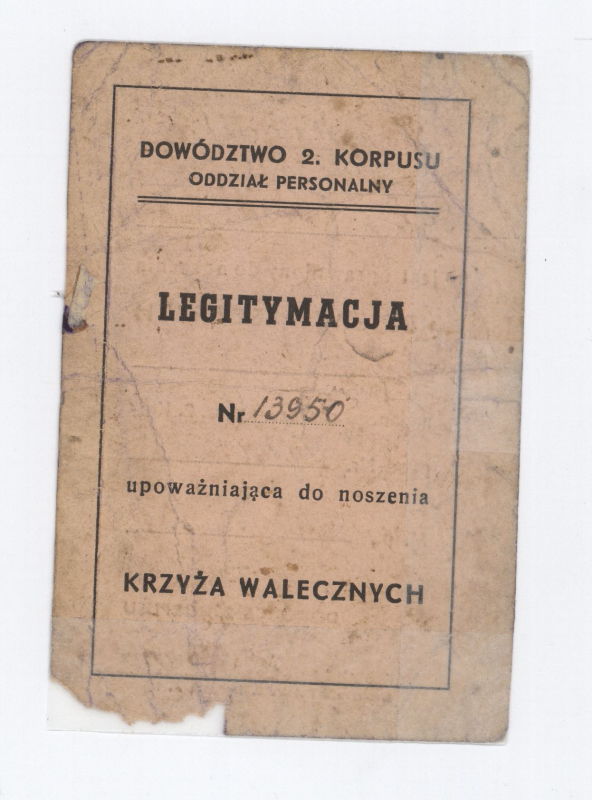 DOWÓDZTWO 2. KORPUSU
ODDZIAŁ PERSONALNY
LEGITYMACJA
Nr 13950
upoważniająca do noszenia
KRZYŻA WALECZNYCH